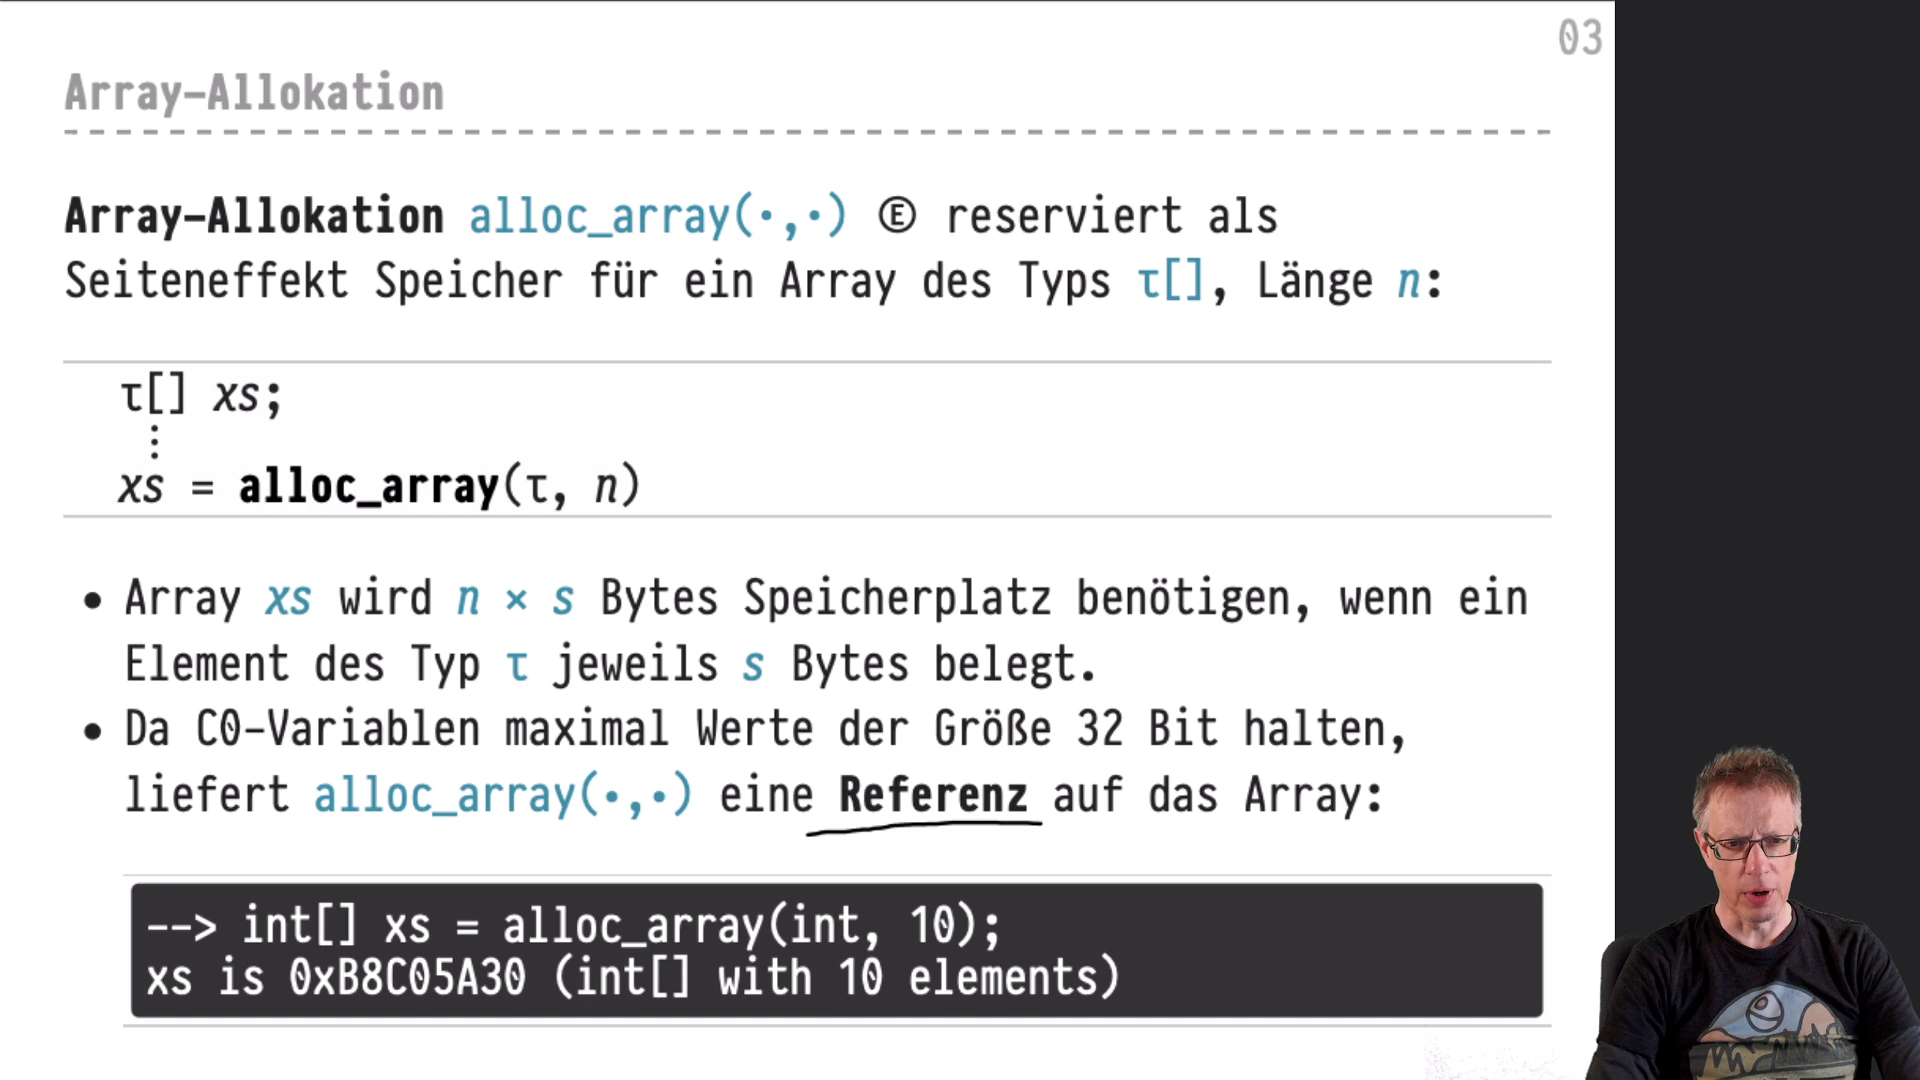 03
Array-Allokation
Array-Allokation alloc_array(·,·) Ⓔ reserviert als
Seiteneffekt Speicher für ein Array des Typs τ[], Länge n:
τ[] xs;
⋮
xs = alloc_array(τ, n)
• Array xs wird n × s Bytes Speicherplatz benötigen, wenn ein
Element des Typ τ jeweils s Bytes belegt.
• Da C0-Variablen maximal Werte der Größe 32 Bit halten,
liefert alloc_array(·,·) eine Referenz auf das Array:
--> int[] xs = alloc_array(int, 10);
xs is 0xB8C05A30 (int[] with 10 elements)